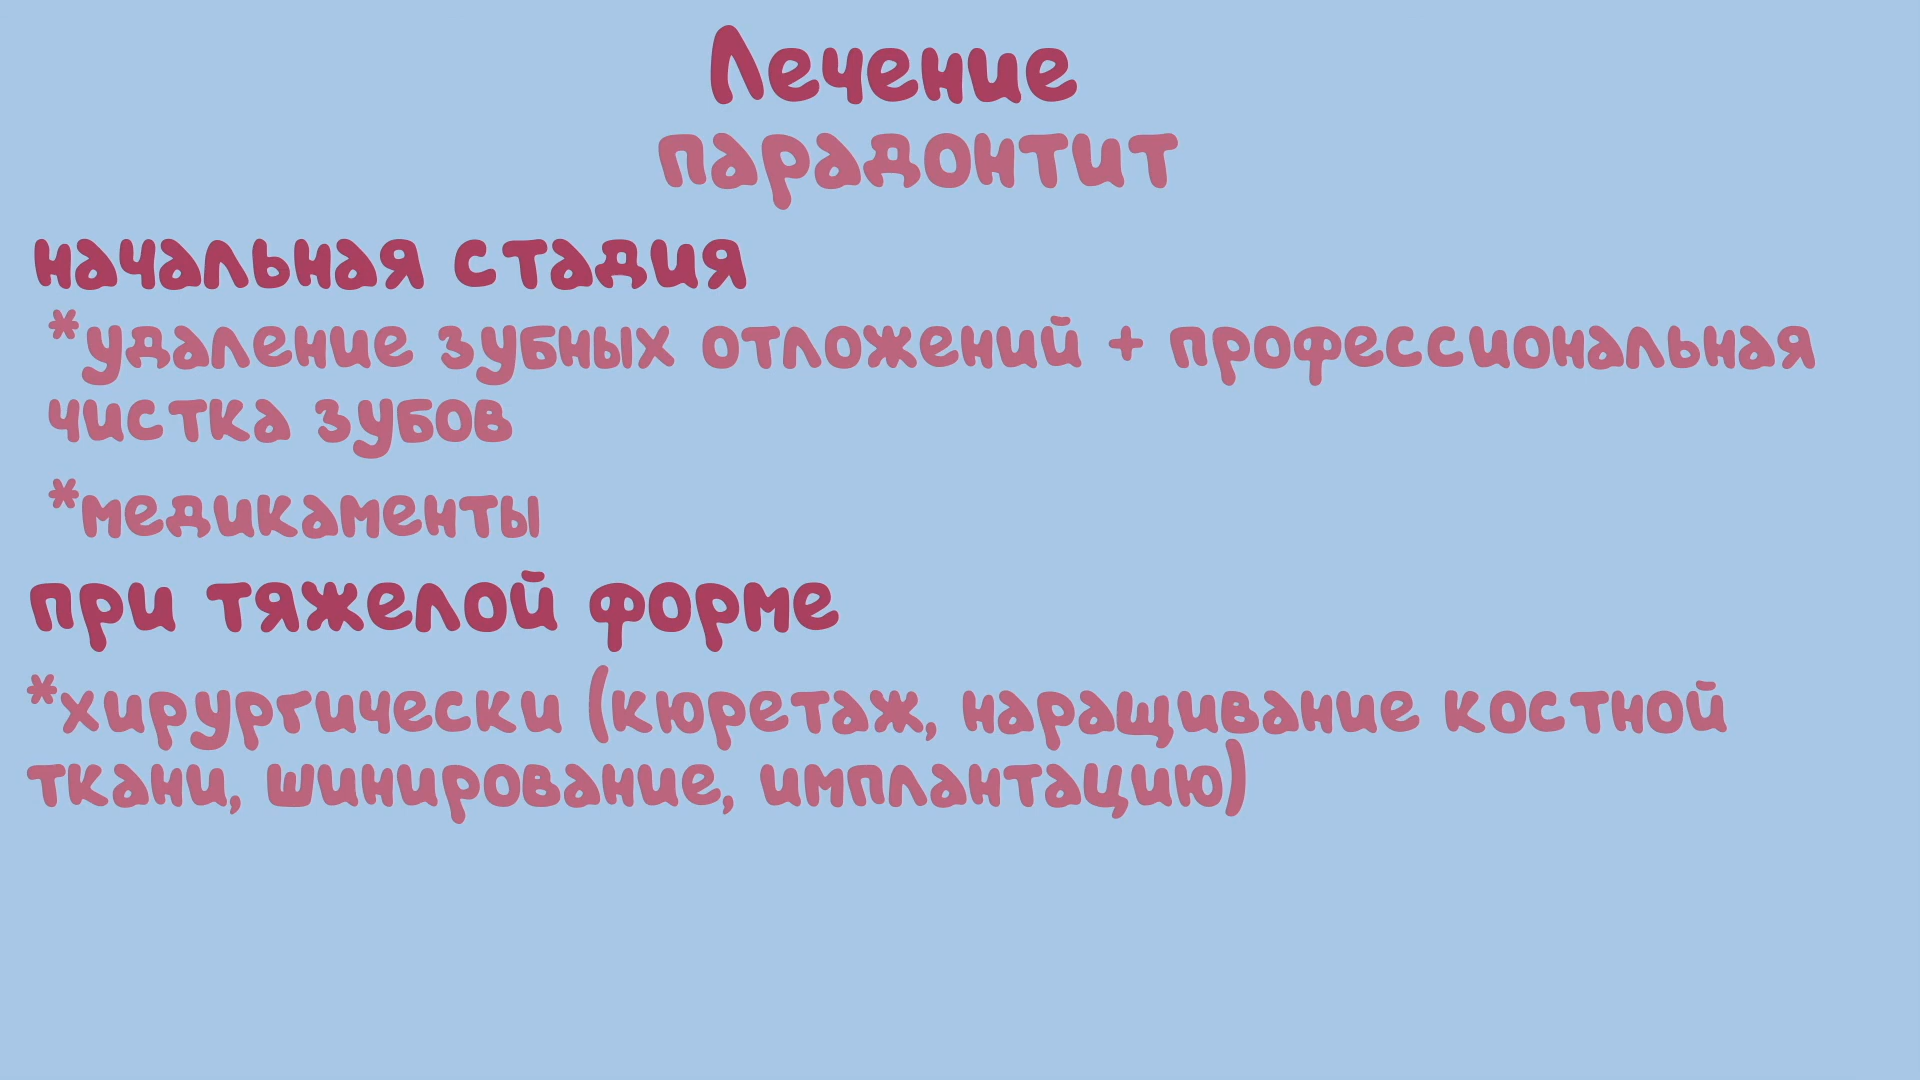 Лечение
парадонтит
начальная стадия
*удаление зубных отложений + профессиональная
чистка зубов
*медикаменты
при тяжелой форме
*хирургически (кюретаж, наращивание костной
ткани, шинирование, имплантацию)